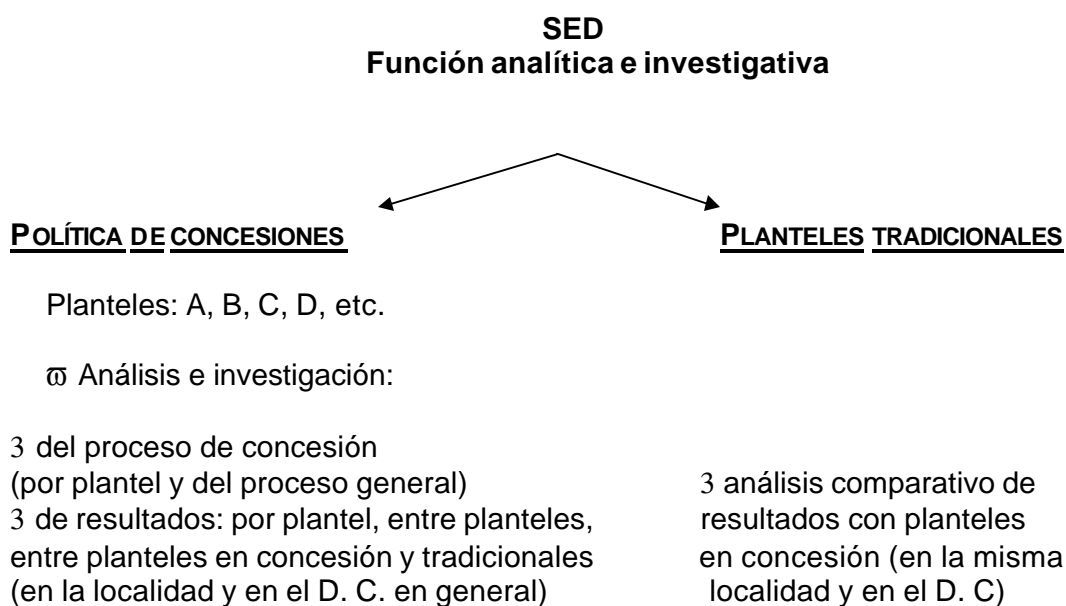 SED
Función analítica e investigativa
POLÍTICA DE CONCESIONES
PLANTELES TRADICIONALES
Planteles: A, B, C, D, etc.
ϖ Análisis e investigación:
3 del proceso de concesión
(por plantel y del proceso general)
3 de resultados: por plantel, entre planteles,
entre planteles en concesión y tradicionales
(en la localidad y en el D. C. en general)
3 análisis comparativo de
resultados con planteles
en concesión (en la misma
localidad y en el D. C)